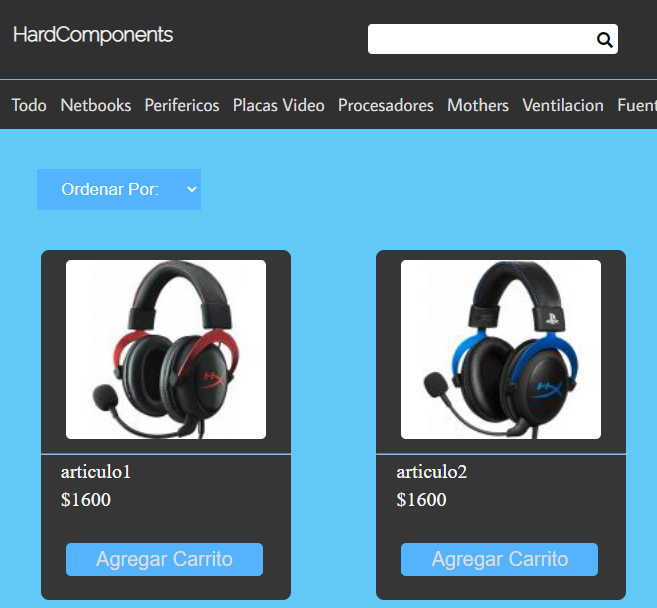 HardComponents
Todo Netbooks Perifericos Placas Video Procesadores Mothers Ventilacion Fuent
Ordenar Por:
articulo1
$1600
Agregar Carrito
articulo2
$1600
Agregar Carrito